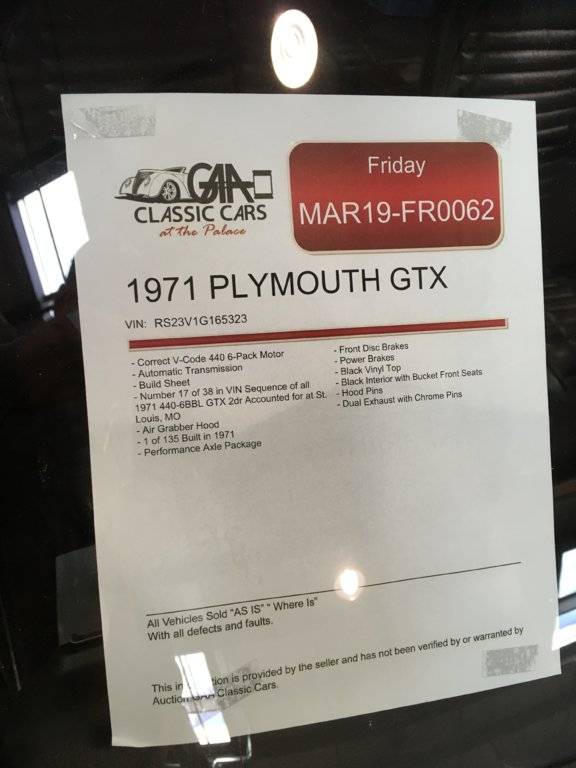 GAA
CLASSIC CARS
at the Palace
Friday
MAR19-FR0062
1971 PLYMOUTH GTX
VIN: RS23V1G165323
- Correct V-Code 440 6-Pack Motor
- Automatic Transmission
- Build Sheet
- Number 17 of 38 in VIN Sequence of all
1971 440-6BBL GTX 2dr Accounted for at St.
Louis, MO
- Air Grabber Hood
- 1 of 135 Built in 1971
- Performance Axle Package
- Front Disc Brakes
- Power Brakes
- Black Vinyl Top
- Black Interior with Bucket Front Seats
- Hood Pins
- Dual Exhaust with Chrome Pins
All Vehicles Sold "AS IS" " Where Is"
With all defects and faults.
This is provided by the seller and has not been verified by or warranted by
Auction GAA Classic Cars.